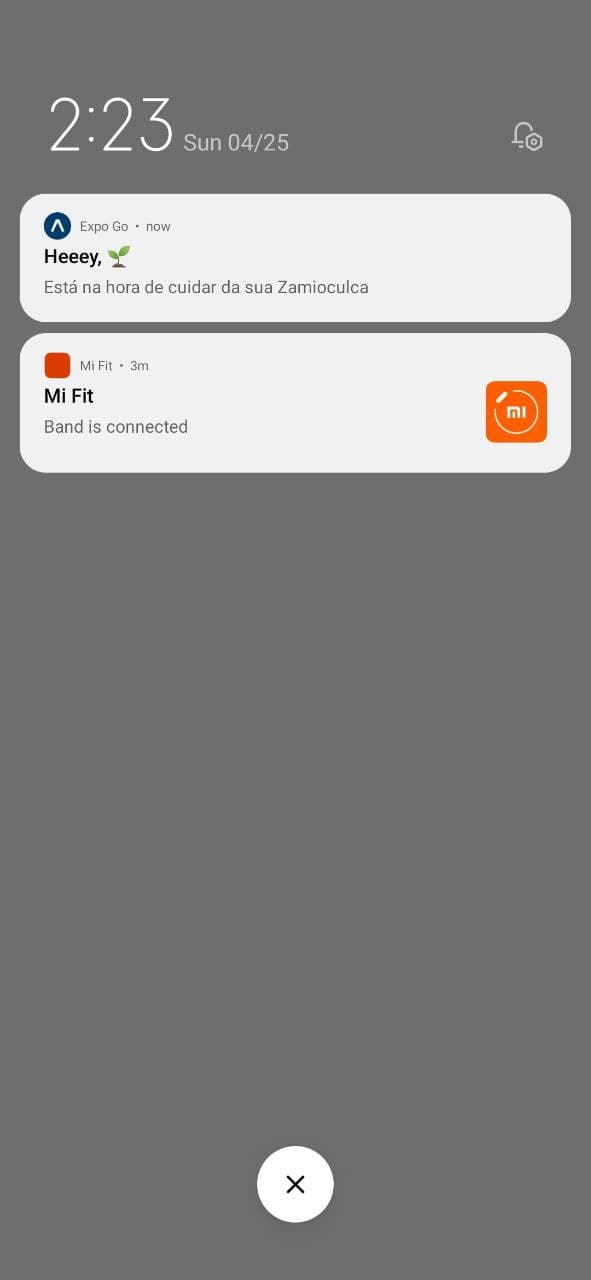 2:23 Sun 04/25
Expo Go • now
Heeey, 🌱
Está na hora de cuidar da sua Zamioculca
Mi Fit • 3m
Mi Fit
Band is connected
mi